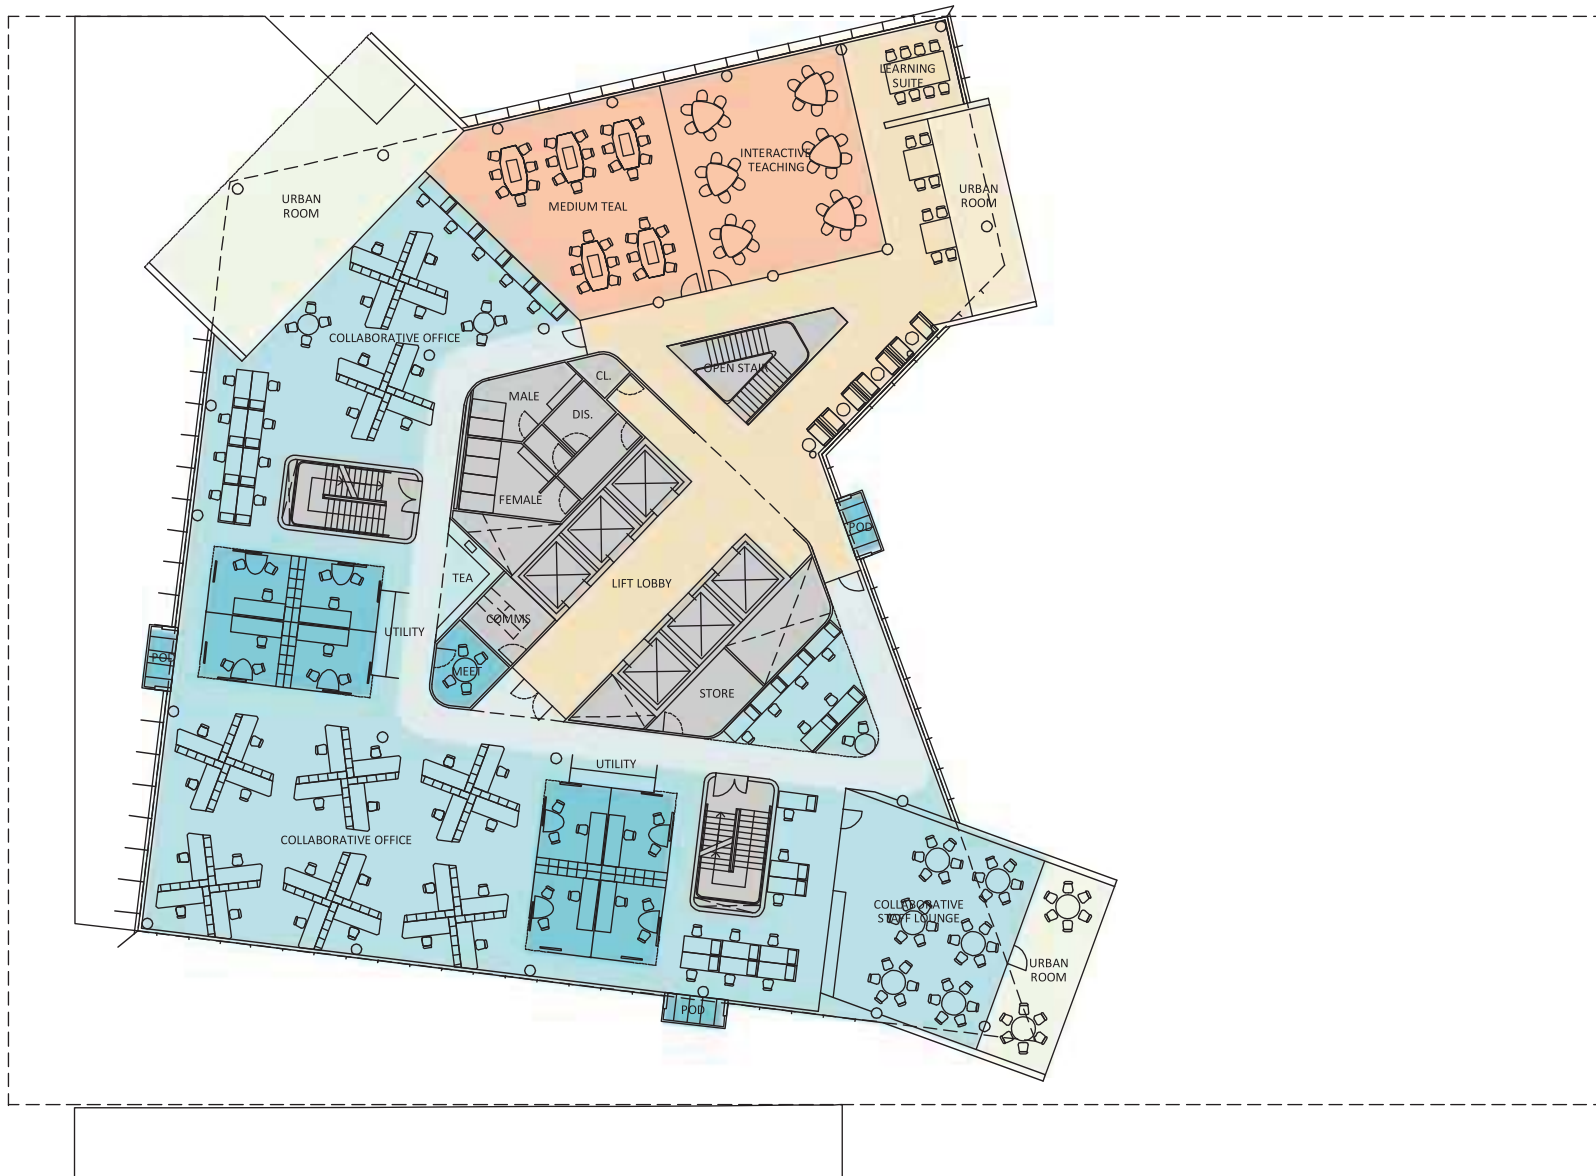 LEARNING
SUITE
INTERACTIVE
TEACHING
URBAN
ROOM
URBAN
ROOM
MEDIUM TEAL
COLLABORATIVE OFFICE
OPEN STAIR
CL.
MALE
DIS.
FEMALE
POD
TEA
LIFT LOBBY
COMMS
UTILITY
POD
MEET
STORE
UTILITY
COLLABORATIVE OFFICE
COLLABORATIVE
STAFF LOUNGE
URBAN
ROOM
POD